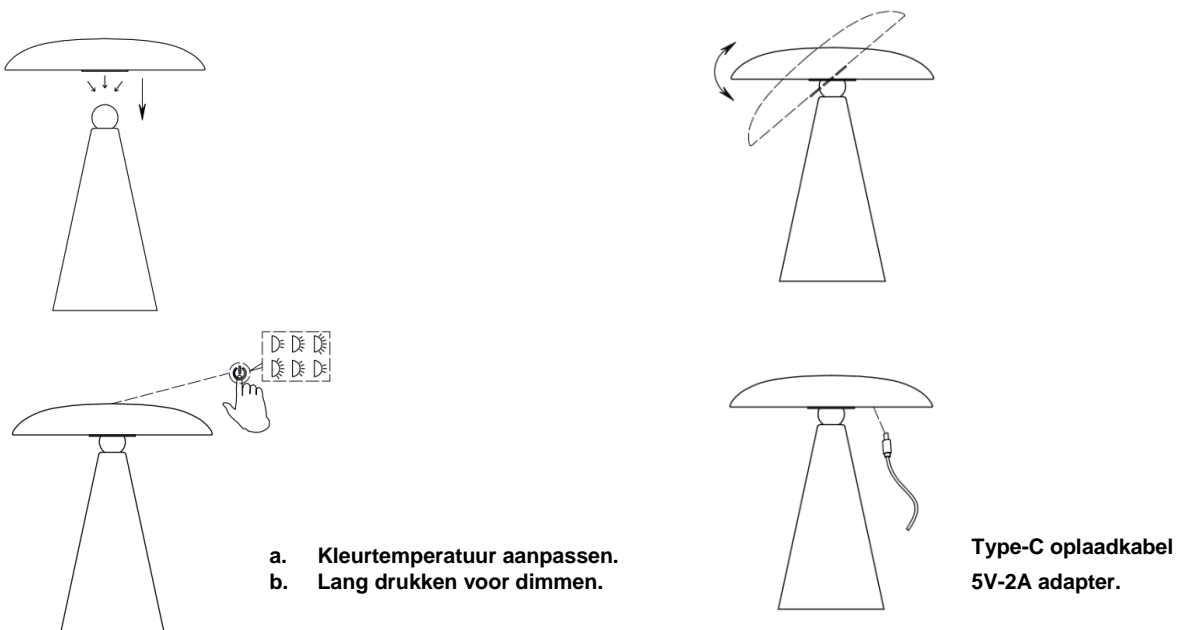 a. Kleurtemperatuur aanpassen.
b. Lang drukken voor dimmen.
Type-C oplaadkabel
5V-2A adapter.